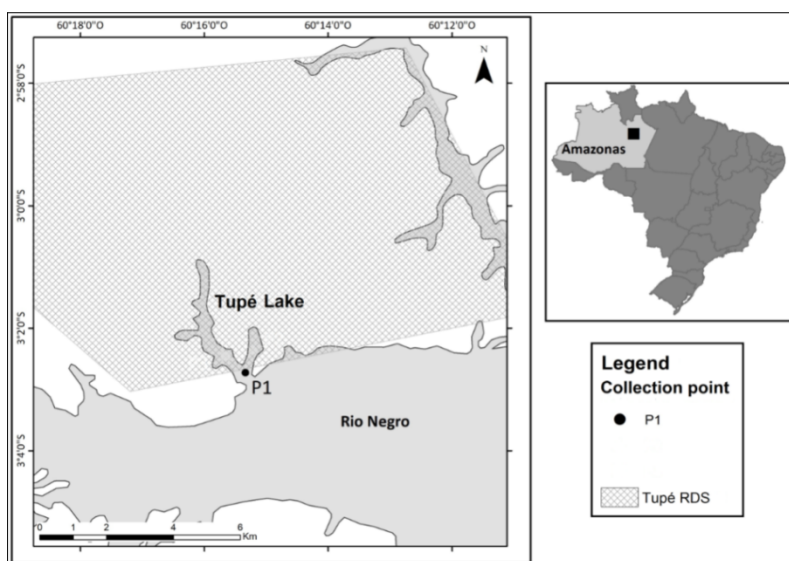 60°18'0"O 60°16'0"O 60°14'0"O 60°12'0"O
N
2°58'0"S
3°0'0"S
3°2'0"S
3°4'0"S
Tupé Lake
P1
Rio Negro
0 1 2 4 6
Km
Amazonas
Legend
Collection point
P1
Tupé RDS